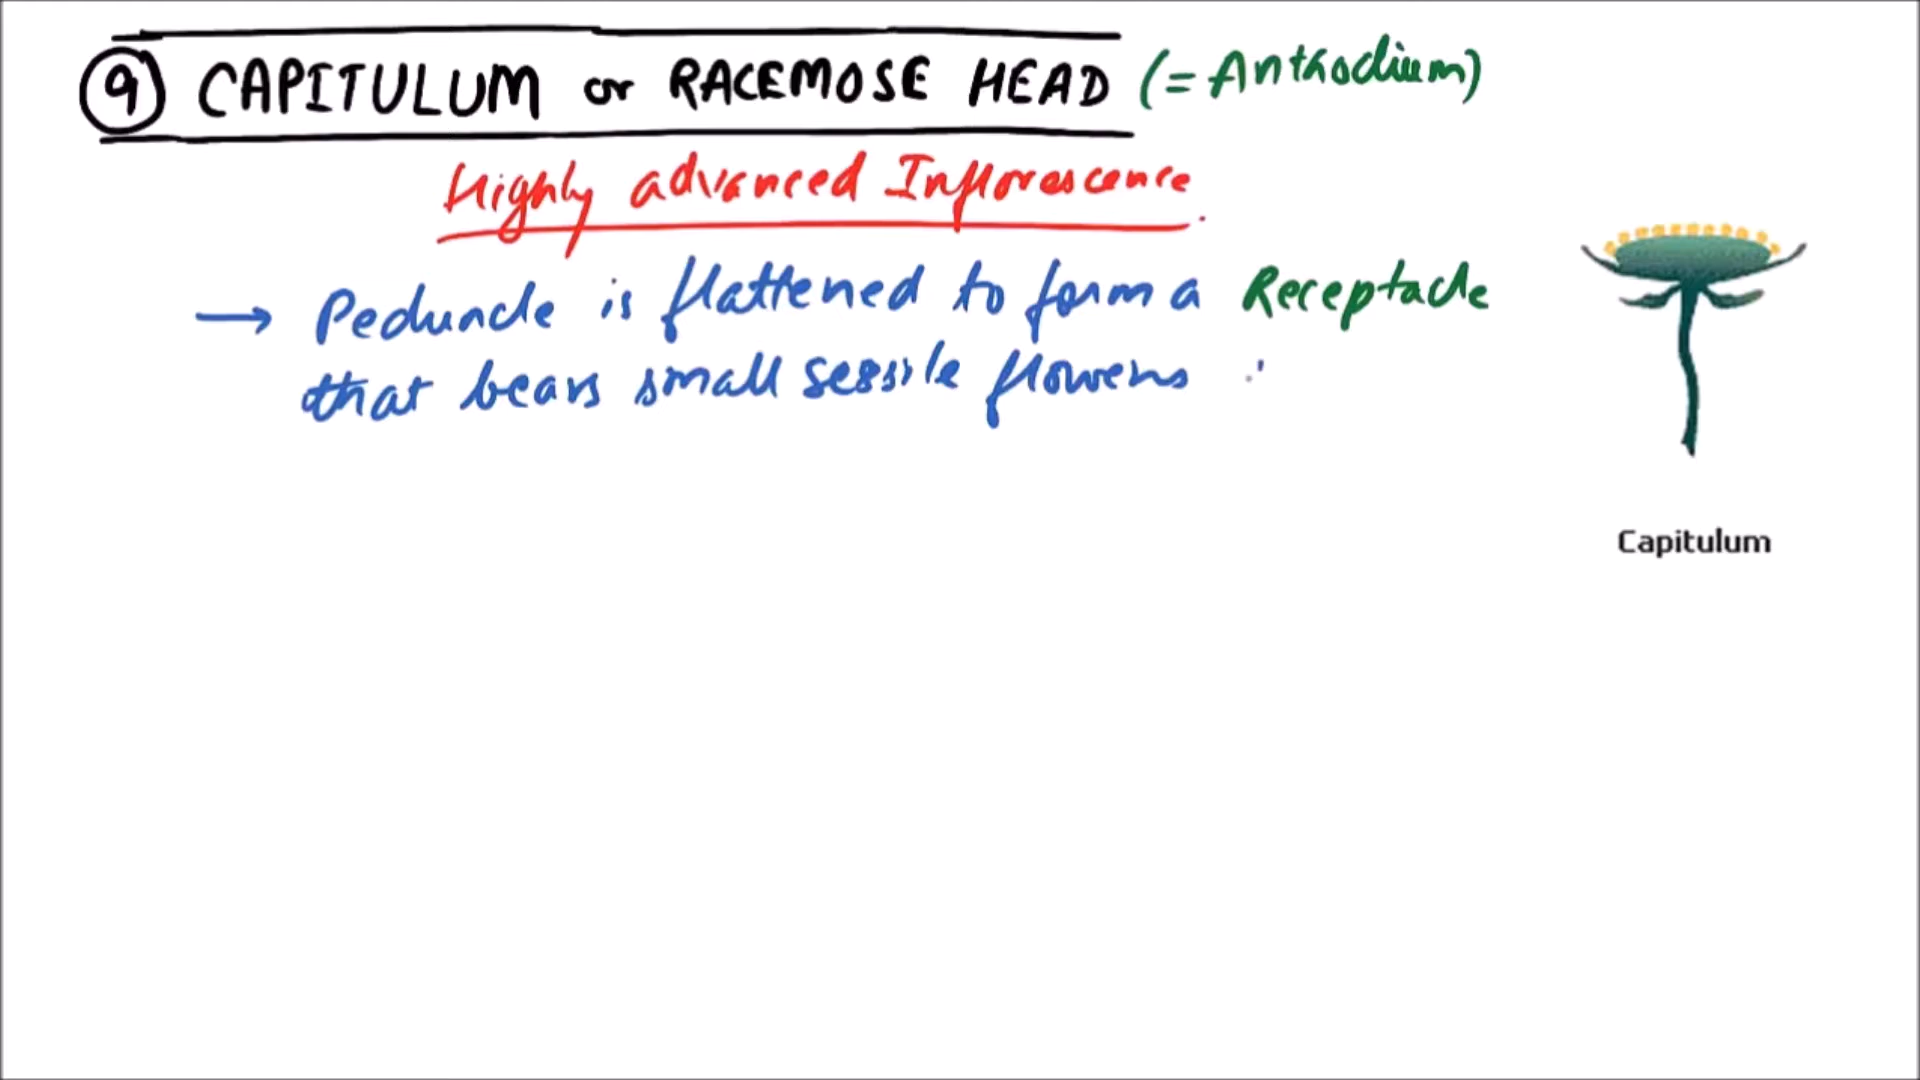 9 CAPITULUM or RACEMOSE HEAD (= Anthodium)
Highly advanced Inflorescence.
→ Peduncle is flattened to form a Receptacle
that bears small sessile flowers
Capitulum